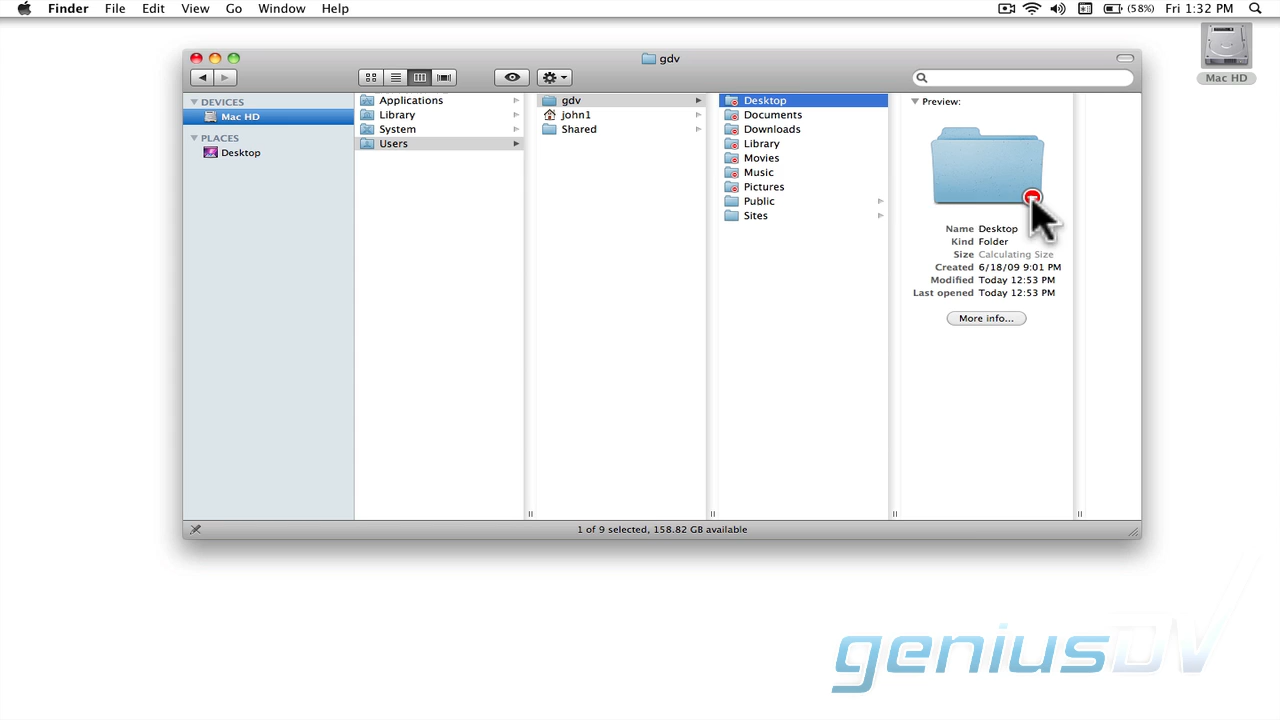 Finder File Edit View Go Window Help (58%) Fri 1:32 PM
Mac HD
gdv
DEVICES
Mac HD
PLACES
Desktop
Applications
Library
System
Users
gdv
john1
Shared
Desktop
Documents
Downloads
Library
Movies
Music
Pictures
Public
Sites
Preview:
Name Desktop
Kind Folder
Size Calculating Size
Created 6/18/09 9:01 PM
Modified Today 12:53 PM
Last opened Today 12:53 PM
More info...
1 of 9 selected, 158.82 GB available
geniusDV